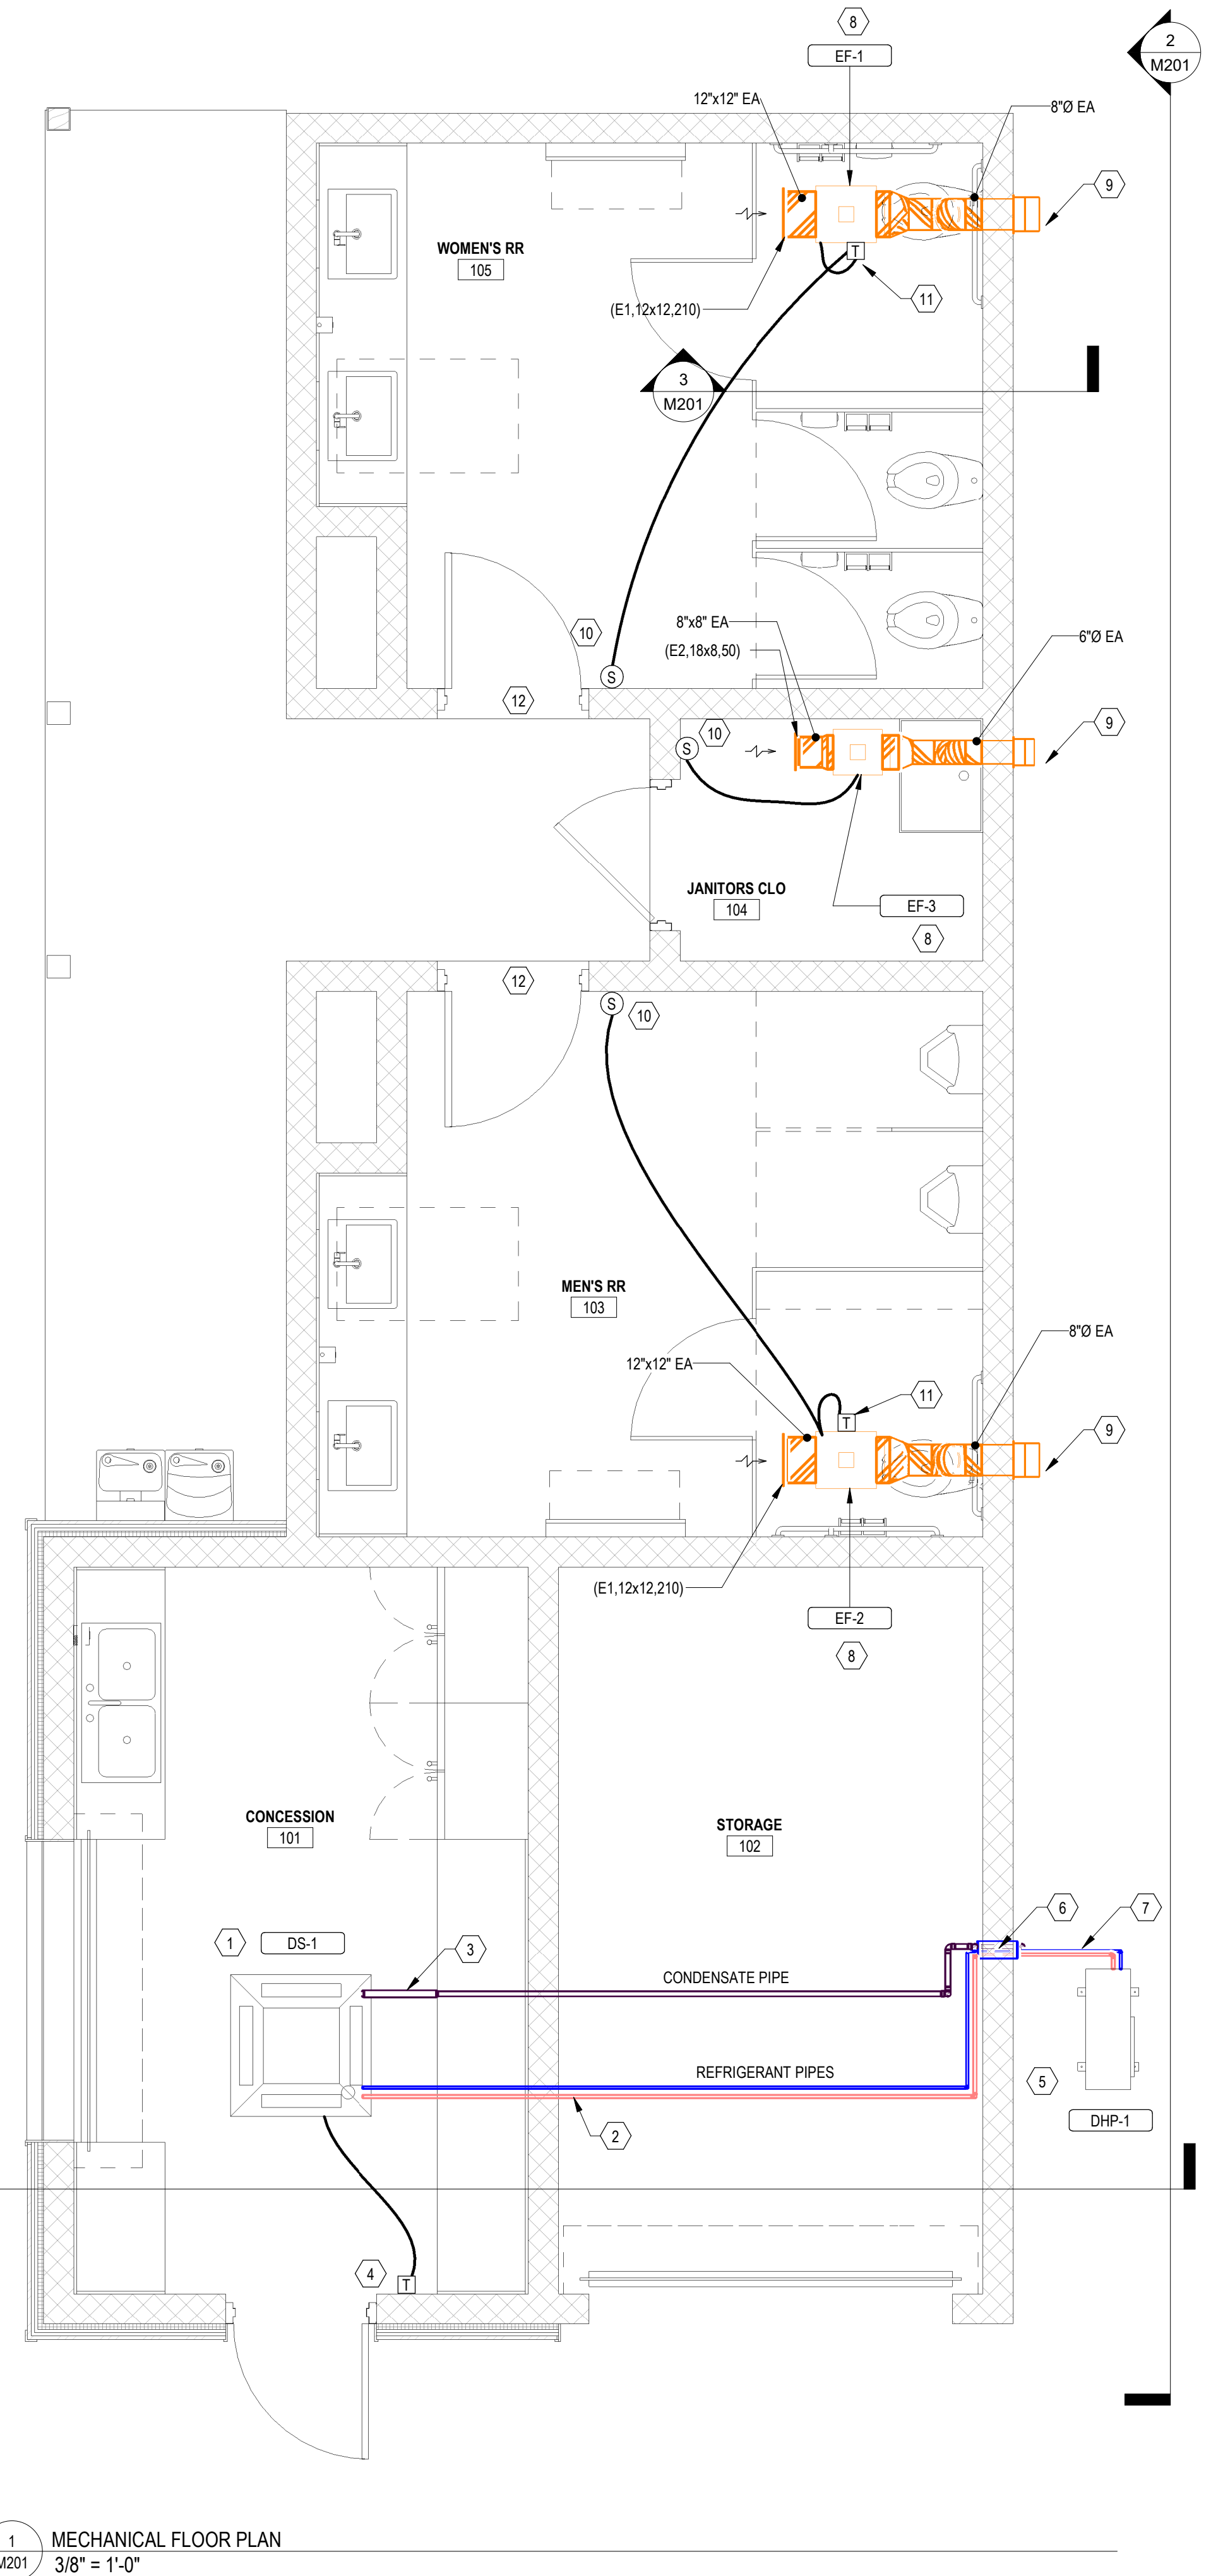 8
EF-1
2
M201
12"x12" EA
8"Ø EA
9
WOMEN'S RR
105
T
11
(E1,12x12,210)
3
M201
10
8"x8" EA
(E2,18x8,50)
6"Ø EA
S
12
10
S
9
JANITORS CLO
104
EF-3
8
12
S
10
MEN'S RR
103
8"Ø EA
12"x12" EA
11
T
9
(E1,12x12,210)
EF-2
8
CONCESSION
101
STORAGE
102
6
7
1
DS-1
3
CONDENSATE PIPE
REFRIGERANT PIPES
5
2
DHP-1
4
T
1
M201
MECHANICAL FLOOR PLAN
3/8" = 1'-0"